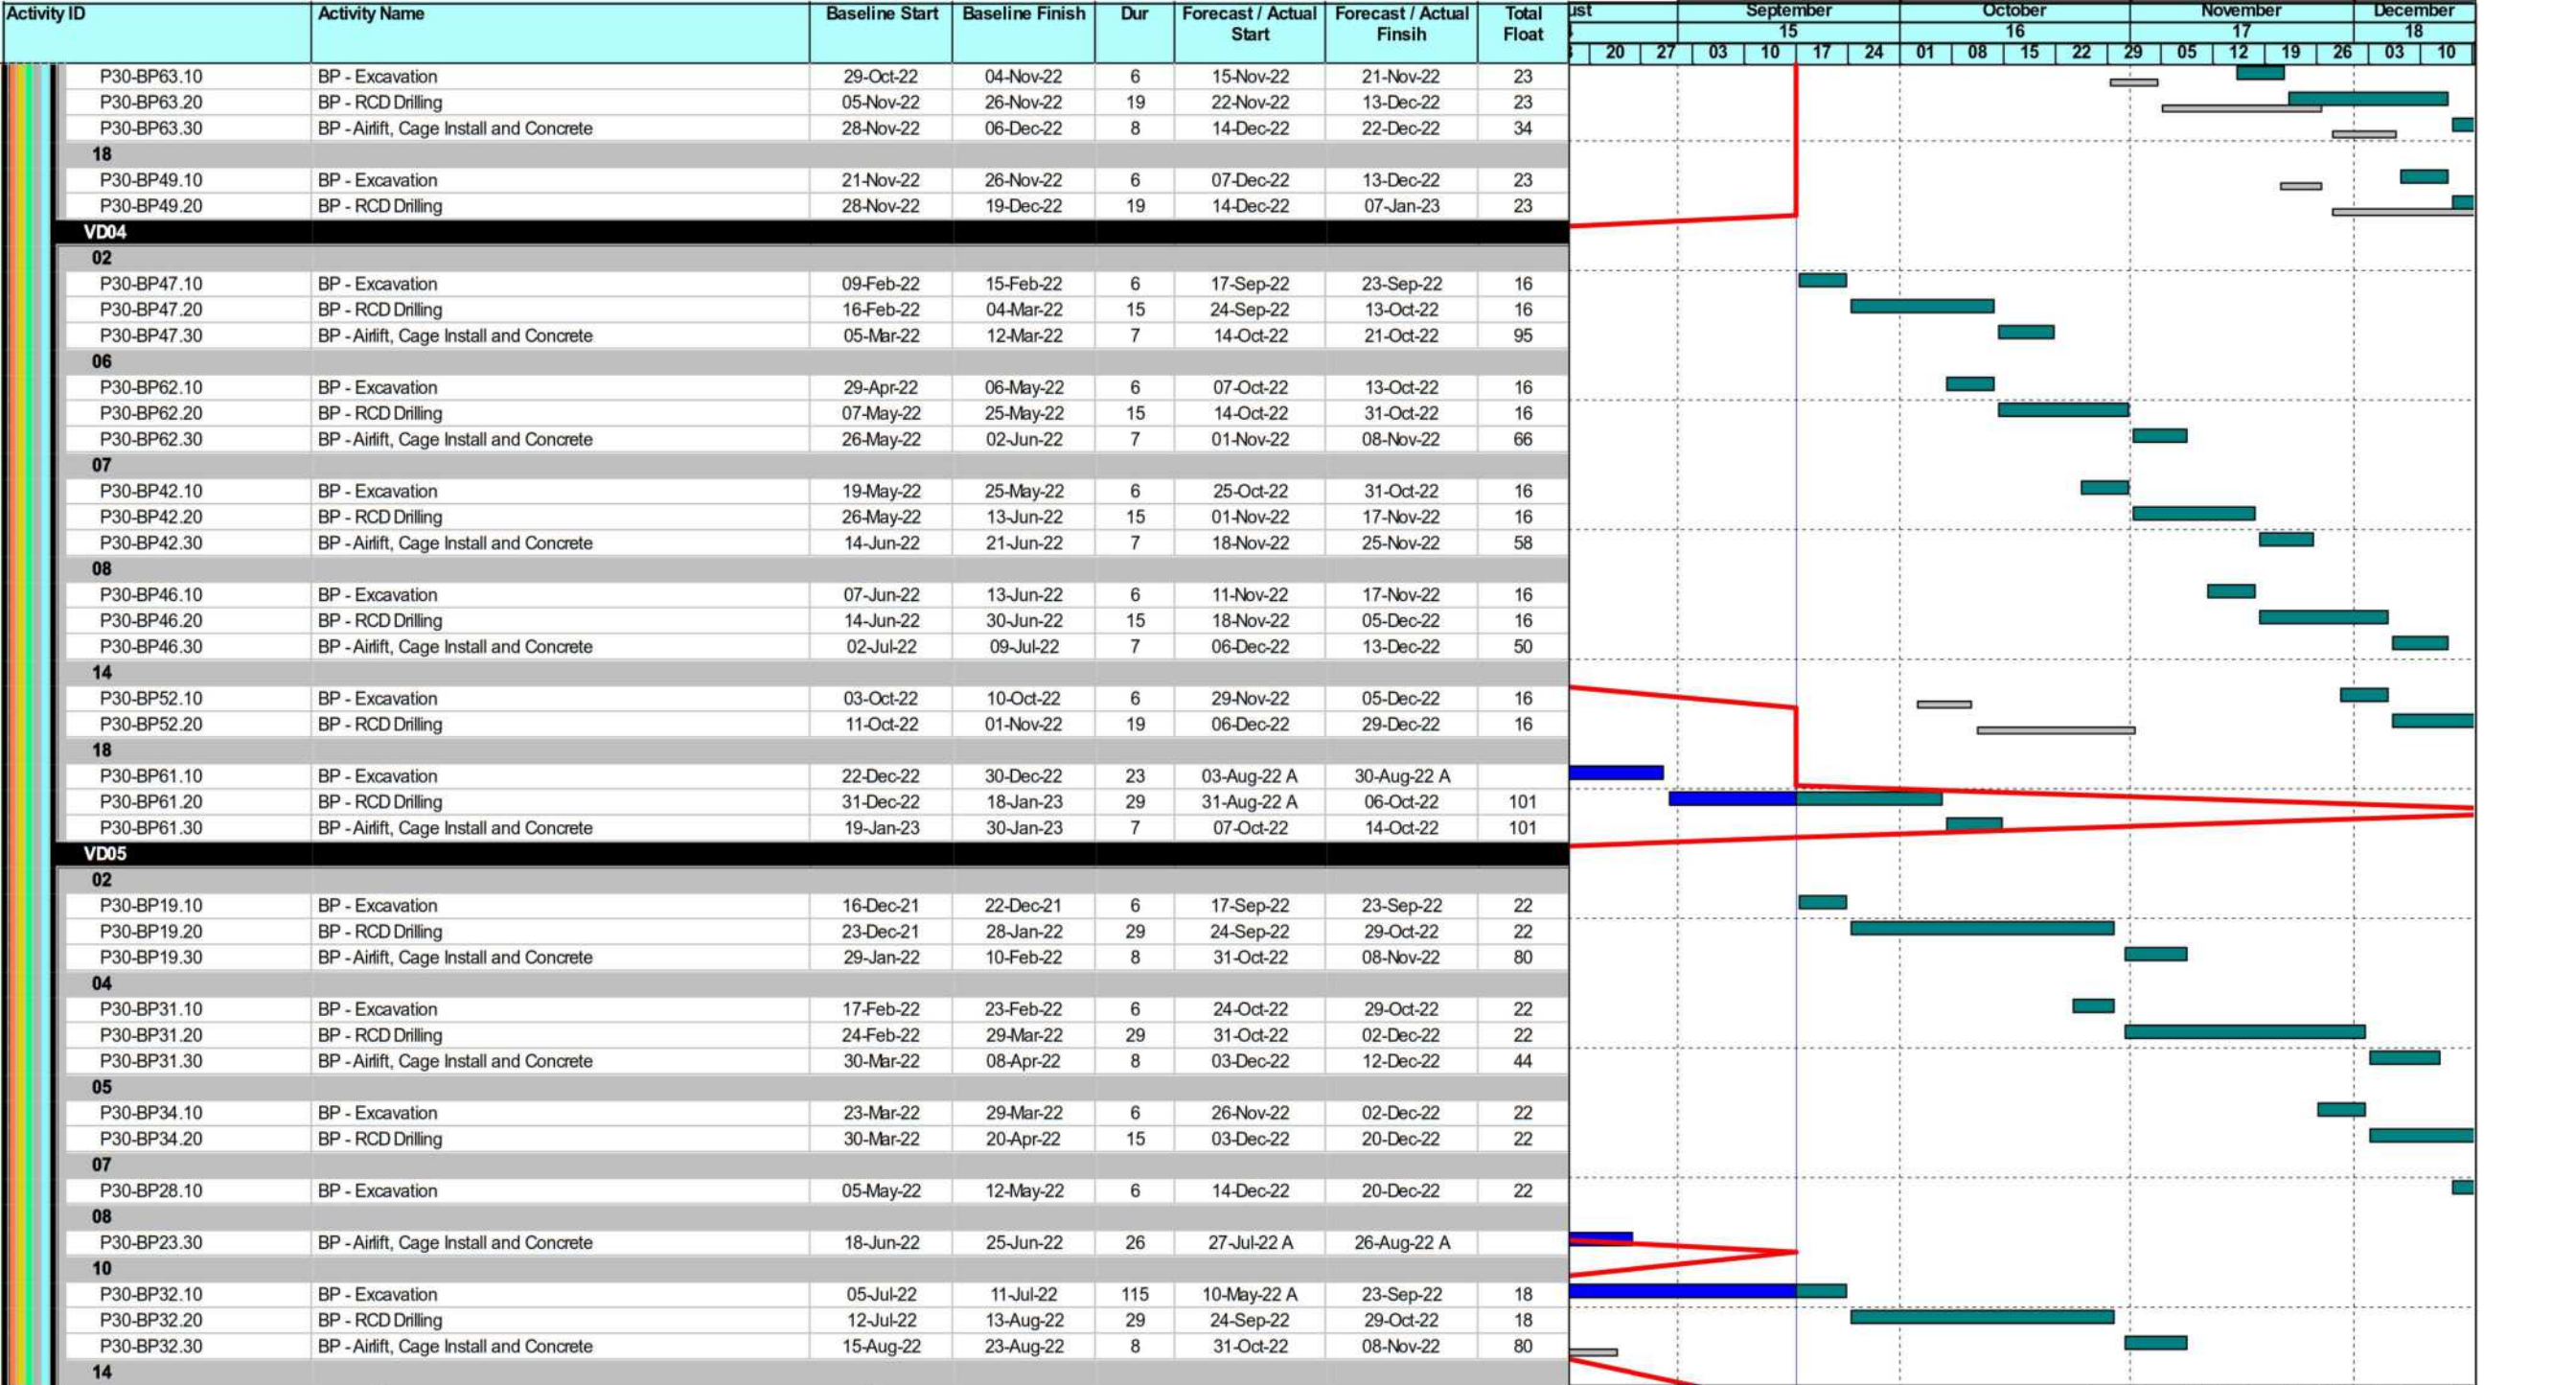 Activity ID Activity Name Baseline Start Baseline Finish Dur Forecast / Actual Start Forecast / Actual Finsih Total Float
ust September October November December
15 16 17 18
20 27 03 10 17 24 01 08 15 22 29 05 12 19 26 03 10
P30-BP63.10 BP - Excavation 29-Oct-22 04-Nov-22 6 15-Nov-22 21-Nov-22 23
P30-BP63.20 BP - RCD Drilling 05-Nov-22 26-Nov-22 19 22-Nov-22 13-Dec-22 23
P30-BP63.30 BP - Airlift, Cage Install and Concrete 28-Nov-22 06-Dec-22 8 14-Dec-22 22-Dec-22 34
18
P30-BP49.10 BP - Excavation 21-Nov-22 26-Nov-22 6 07-Dec-22 13-Dec-22 23
P30-BP49.20 BP - RCD Drilling 28-Nov-22 19-Dec-22 19 14-Dec-22 07-Jan-23 23
VD04
02
P30-BP47.10 BP - Excavation 09-Feb-22 15-Feb-22 6 17-Sep-22 23-Sep-22 16
P30-BP47.20 BP - RCD Drilling 16-Feb-22 04-Mar-22 15 24-Sep-22 13-Oct-22 16
P30-BP47.30 BP - Airlift, Cage Install and Concrete 05-Mar-22 12-Mar-22 7 14-Oct-22 21-Oct-22 95
06
P30-BP62.10 BP - Excavation 29-Apr-22 06-May-22 6 07-Oct-22 13-Oct-22 16
P30-BP62.20 BP - RCD Drilling 07-May-22 25-May-22 15 14-Oct-22 31-Oct-22 16
P30-BP62.30 BP - Airlift, Cage Install and Concrete 26-May-22 02-Jun-22 7 01-Nov-22 08-Nov-22 66
07
P30-BP42.10 BP - Excavation 19-May-22 25-May-22 6 25-Oct-22 31-Oct-22 16
P30-BP42.20 BP - RCD Drilling 26-May-22 13-Jun-22 15 01-Nov-22 17-Nov-22 16
P30-BP42.30 BP - Airlift, Cage Install and Concrete 14-Jun-22 21-Jun-22 7 18-Nov-22 25-Nov-22 58
08
P30-BP46.10 BP - Excavation 07-Jun-22 13-Jun-22 6 11-Nov-22 17-Nov-22 16
P30-BP46.20 BP - RCD Drilling 14-Jun-22 30-Jun-22 15 18-Nov-22 05-Dec-22 16
P30-BP46.30 BP - Airlift, Cage Install and Concrete 02-Jul-22 09-Jul-22 7 06-Dec-22 13-Dec-22 50
14
P30-BP52.10 BP - Excavation 03-Oct-22 10-Oct-22 6 29-Nov-22 05-Dec-22 16
P30-BP52.20 BP - RCD Drilling 11-Oct-22 01-Nov-22 19 06-Dec-22 29-Dec-22 16
18
P30-BP61.10 BP - Excavation 22-Dec-22 30-Dec-22 23 03-Aug-22 A 30-Aug-22 A
P30-BP61.20 BP - RCD Drilling 31-Dec-22 18-Jan-23 29 31-Aug-22 A 06-Oct-22 101
P30-BP61.30 BP - Airlift, Cage Install and Concrete 19-Jan-23 30-Jan-23 7 07-Oct-22 14-Oct-22 101
VD05
02
P30-BP19.10 BP - Excavation 16-Dec-21 22-Dec-21 6 17-Sep-22 23-Sep-22 22
P30-BP19.20 BP - RCD Drilling 23-Dec-21 28-Jan-22 29 24-Sep-22 29-Oct-22 22
P30-BP19.30 BP - Airlift, Cage Install and Concrete 29-Jan-22 10-Feb-22 8 31-Oct-22 08-Nov-22 80
04
P30-BP31.10 BP - Excavation 17-Feb-22 23-Feb-22 6 24-Oct-22 29-Oct-22 22
P30-BP31.20 BP - RCD Drilling 24-Feb-22 29-Mar-22 29 31-Oct-22 02-Dec-22 22
P30-BP31.30 BP - Airlift, Cage Install and Concrete 30-Mar-22 08-Apr-22 8 03-Dec-22 12-Dec-22 44
05
P30-BP34.10 BP - Excavation 23-Mar-22 29-Mar-22 6 26-Nov-22 02-Dec-22 22
P30-BP34.20 BP - RCD Drilling 30-Mar-22 20-Apr-22 15 03-Dec-22 20-Dec-22 22
07
P30-BP28.10 BP - Excavation 05-May-22 12-May-22 6 14-Dec-22 20-Dec-22 22
08
P30-BP23.30 BP - Airlift, Cage Install and Concrete 18-Jun-22 25-Jun-22 26 27-Jul-22 A 26-Aug-22 A
10
P30-BP32.10 BP - Excavation 05-Jul-22 11-Jul-22 115 10-May-22 A 23-Sep-22 18
P30-BP32.20 BP - RCD Drilling 12-Jul-22 13-Aug-22 29 24-Sep-22 29-Oct-22 18
P30-BP32.30 BP - Airlift, Cage Install and Concrete 15-Aug-22 23-Aug-22 8 31-Oct-22 08-Nov-22 80
14